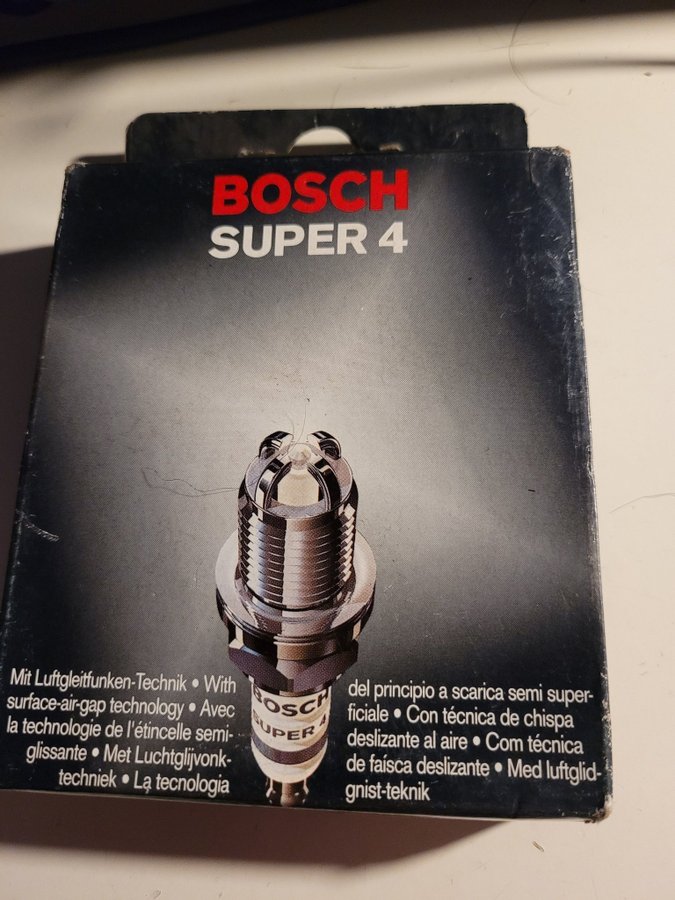 BOSCH
SUPER 4
BOSCH
SUPER 4
Mit Luftgleitfunken-Technik • With
surface-air-gap technology • Avec
la technologie de l'étincelle semi-
glissante • Met Luchtglijvonk-
techniek • La tecnologia
del principio a scarica semi super-
ficiale • Con técnica de chispa
deslizante al aire • Com técnica
de faísca deslizante • Med luftglid-
gnist-teknik